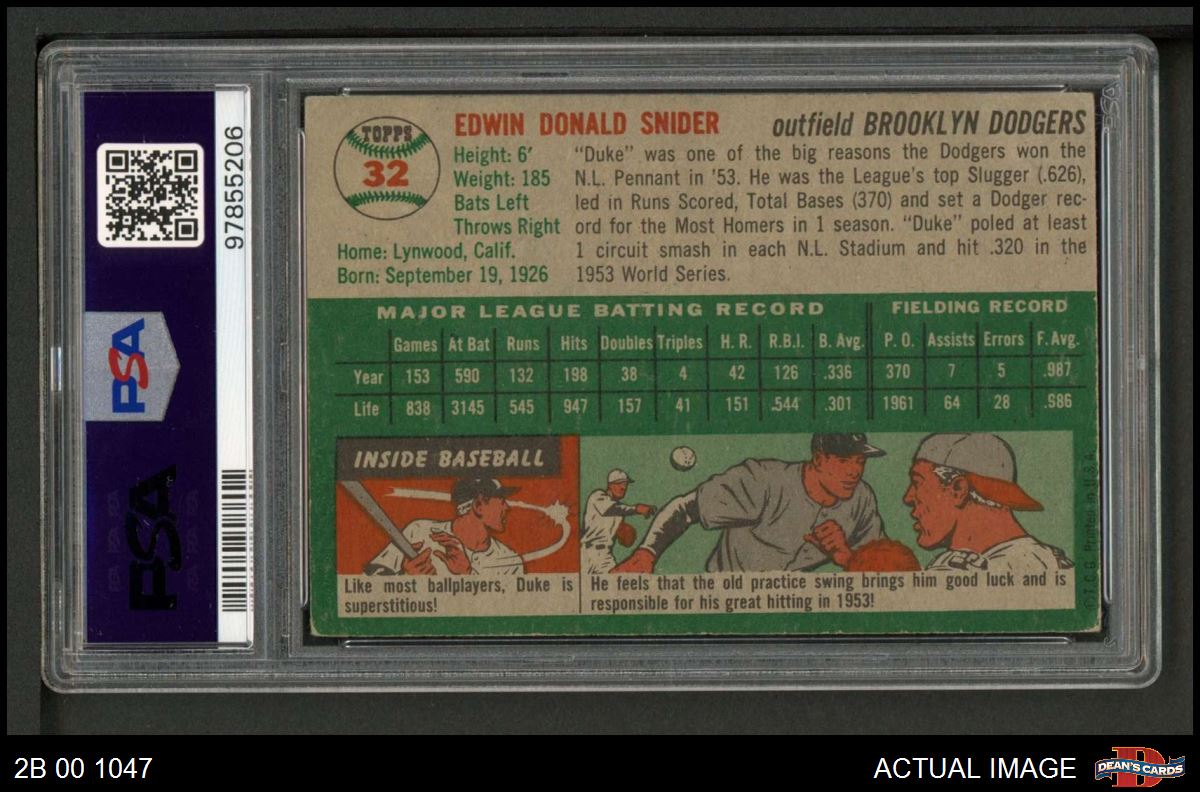 TOPPS
32
EDWIN DONALD SNIDER
outfield BROOKLYN DODGERS
Height: 6'
Weight: 185
Bats Left
Throws Right
Home: Lynwood, Calif.
Born: September 19, 1926
"Duke" was one of the big reasons the Dodgers won the
N.L. Pennant in '53. He was the League's top Slugger (.626),
led in Runs Scored, Total Bases (370) and set a Dodger rec-
ord for the Most Homers in 1 season. "Duke" poled at least
1 circuit smash in each N.L. Stadium and hit .320 in the
1953 World Series.
MAJOR LEAGUE BATTING RECORD FIELDING RECORD
Games At Bat Runs Hits Doubles Triples H. R. R.B.I. B. Avg. P. O. Assists Errors F. Avg.
Year 153 590 132 198 38 4 42 126 .336 370 7 5 .987
Life 838 3145 545 947 157 41 151 .544 .301 1961 64 28 .986
INSIDE BASEBALL
Like most ballplayers, Duke is
superstitious!
He feels that the old practice swing brings him good luck and is
responsible for his great hitting in 1953!
© T.C.G. Printed in U.S.A.
97855206
PSA
PSA
2B 00 1047
ACTUAL IMAGE
DEAN'S CARDS